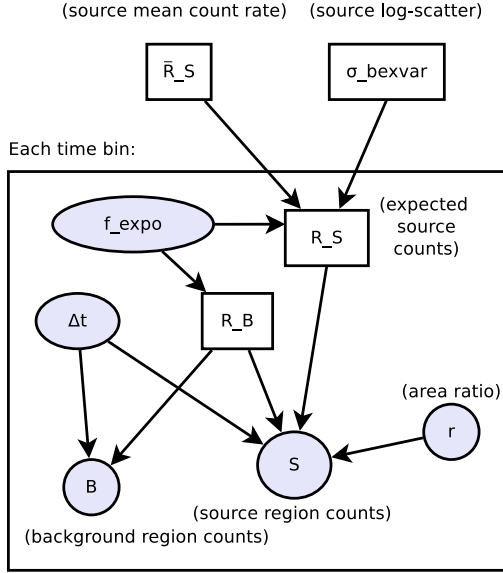 (source mean count rate)
(source log-scatter)
R̄_S
σ_bexvar
Each time bin:
f_expo
R_S
(expected
source
counts)
Δt
R_B
(area ratio)
r
B
S
(source region counts)
(background region counts)